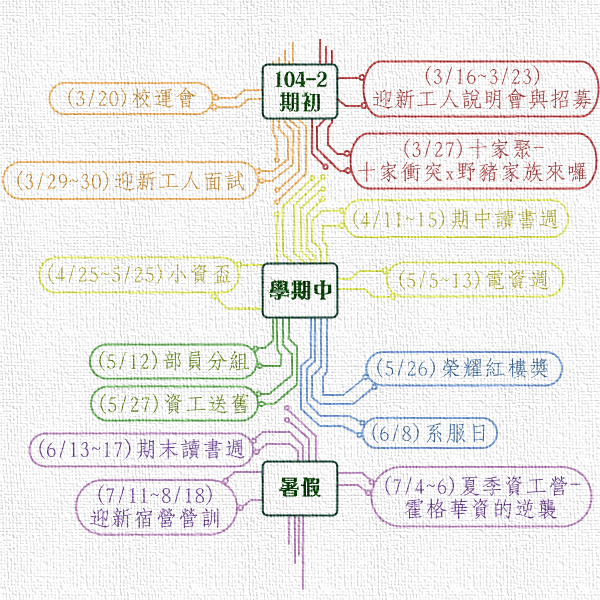 104-2
期初
(3/16~3/23)
迎新工人說明會與招募
(3/20)校運會
(3/27)十家聚-
十家衝突x野豬家族來囉
(3/29~30)迎新工人面試
(4/11~15)期中讀書週
學期中
(4/25~5/25)小資盃
(5/5~13)電資週
(5/12)部員分組
(5/26)榮耀紅樓獎
(5/27)資工送舊
(6/8)系服日
(6/13~17)期末讀書週
暑假
(7/11~8/18)
迎新宿營營訓
(7/4~6)夏季資工營-
霍格華資的逆襲